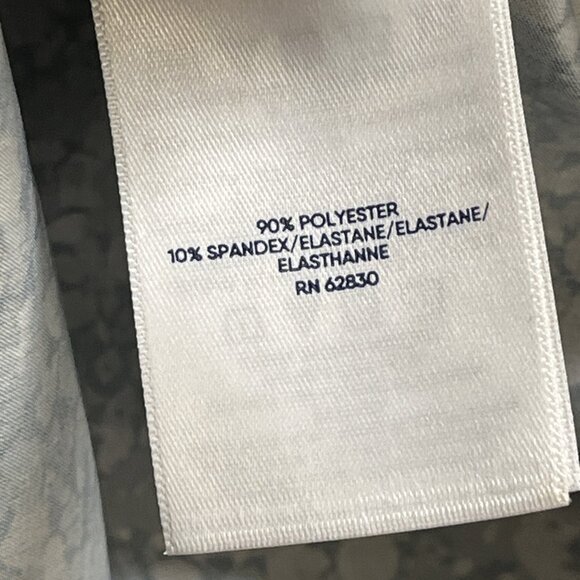 90% POLYESTER
10% SPANDEX/ELASTANE/ELASTANE/
ELASTHANNE
RN 62830